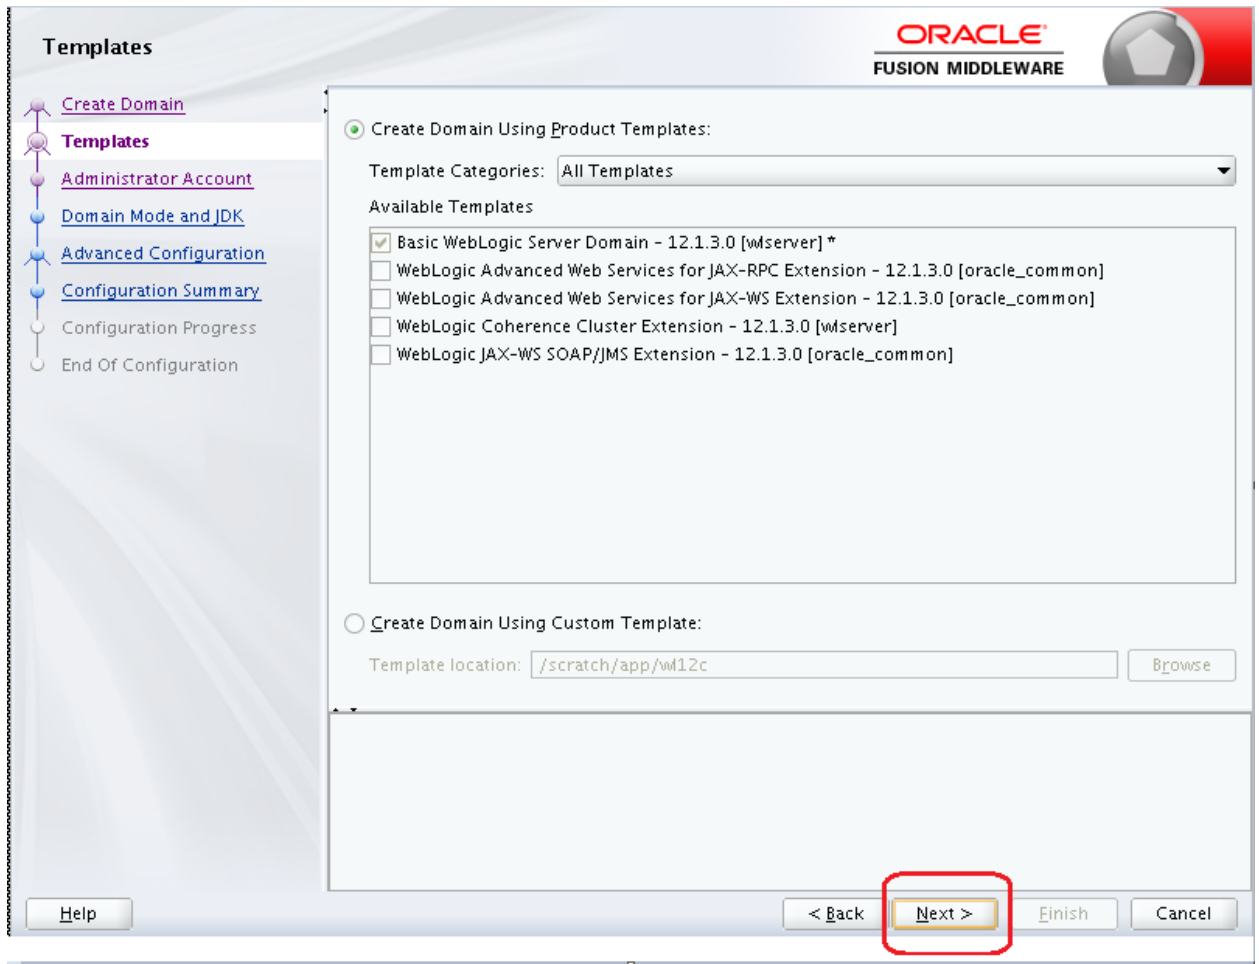 Templates
ORACLE
FUSION MIDDLEWARE
Create Domain
Templates
Administrator Account
Domain Mode and JDK
Advanced Configuration
Configuration Summary
Configuration Progress
End Of Configuration
Create Domain Using Product Templates:
Template Categories: All Templates
Available Templates
Basic WebLogic Server Domain - 12.1.3.0 [wlserver] *
WebLogic Advanced Web Services for JAX-RPC Extension - 12.1.3.0 [oracle_common]
WebLogic Advanced Web Services for JAX-WS Extension - 12.1.3.0 [oracle_common]
WebLogic Coherence Cluster Extension - 12.1.3.0 [wlserver]
WebLogic JAX-WS SOAP/JMS Extension - 12.1.3.0 [oracle_common]
Create Domain Using Custom Template:
Template location: /scratch/app/wl12c Browse
Help < Back Next > Finish Cancel